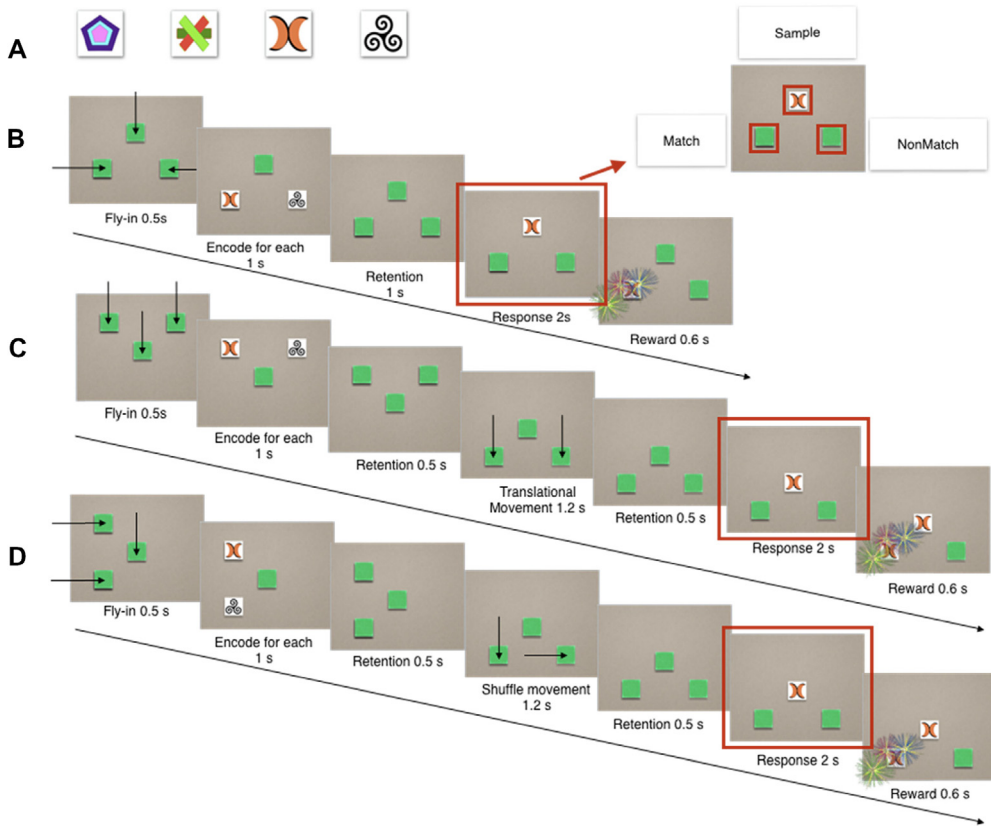 A
Sample
B
Match
NonMatch
Fly-in 0.5s
Encode for each
1 s
Retention
1 s
Response 2s
Reward 0.6 s
C
Fly-in 0.5s
Encode for each
1 s
Retention 0.5 s
Translational
Movement 1.2 s
Retention 0.5 s
Response 2 s
Reward 0.6 s
D
Fly-in 0.5 s
Encode for each
1 s
Retention 0.5 s
Shuffle movement
1.2 s
Retention 0.5 s
Response 2 s
Reward 0.6 s